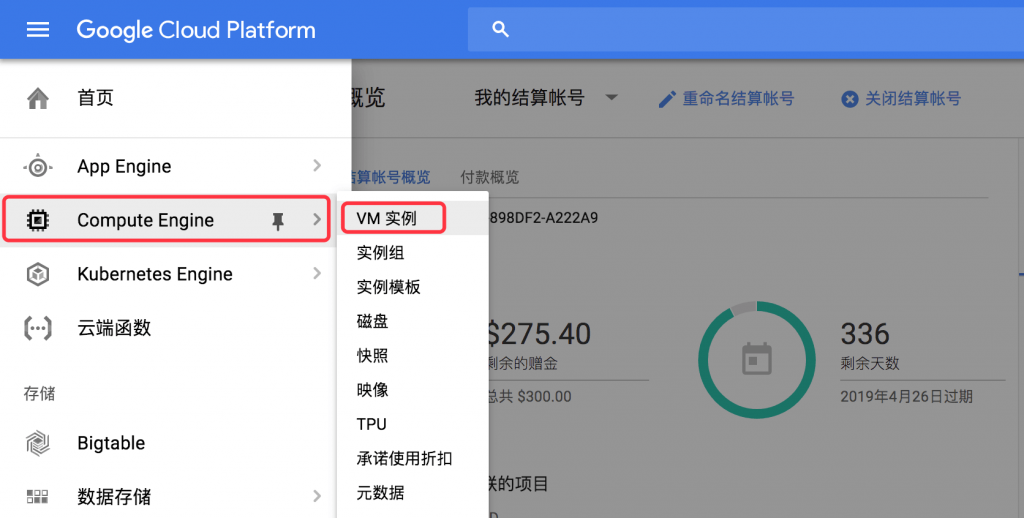 Google Cloud Platform
首页
概览
我的结算帐号
重命名结算帐号
关闭结算帐号
App Engine
结算帐号概览
付款概览
Compute Engine
VM 实例
898DF2-A222A9
实例组
Kubernetes Engine
实例模板
云端函数
磁盘
$275.40
336
快照
剩余的赠金
剩余天数
存储
映像
总共 $300.00
2019年4月26日过期
TPU
Bigtable
承诺使用折扣
联的项目
数据存储
元数据